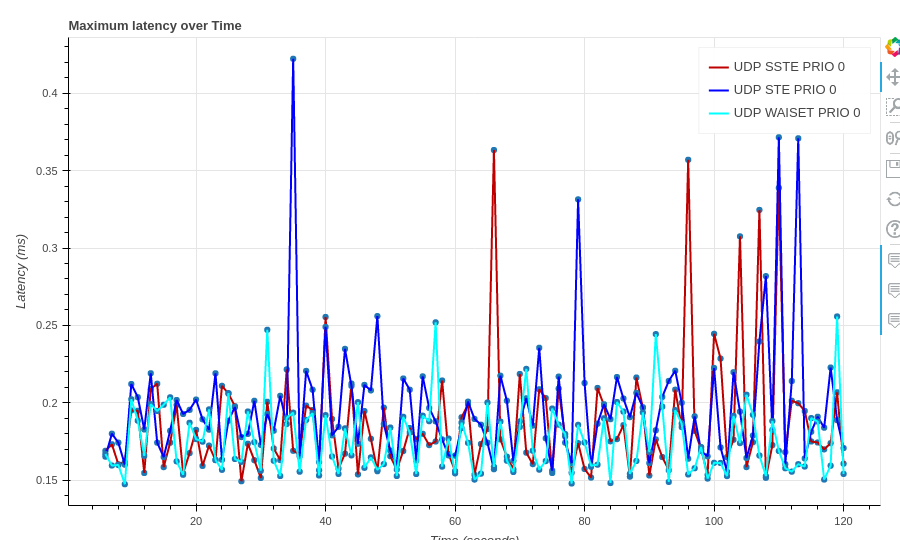 Maximum latency over Time
UDP SSTE PRIO 0
UDP STE PRIO 0
UDP WAISET PRIO 0
Latency (ms)
0.4
0.35
0.3
0.25
0.2
0.15
20
40
60
80
100
120
Time (seconds)